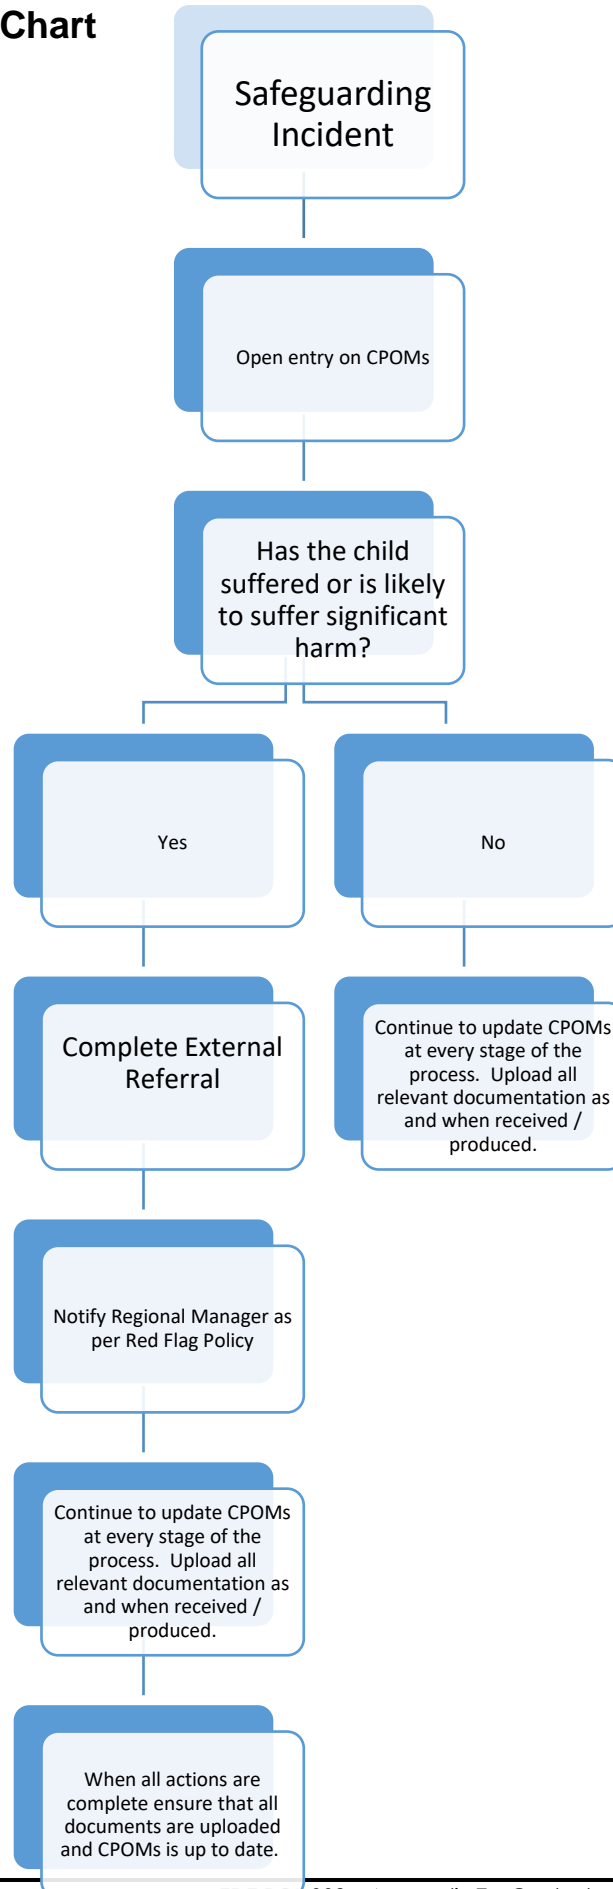 Chart
Safeguarding
Incident
Open entry on CPOMs
Has the child
suffered or is likely
to suffer significant
harm?
Yes
No
Complete External
Referral
Continue to update CPOMs
at every stage of the
process.  Upload all
relevant documentation as
and when received /
produced.
Notify Regional Manager as
per Red Flag Policy
Continue to update CPOMs
at every stage of the
process.  Upload all
relevant documentation as
and when received /
produced.
When all actions are
complete ensure that all
documents are uploaded
and CPOMs is up to date.